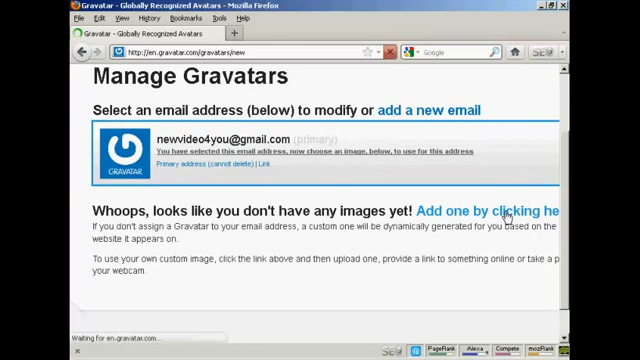 Gravatar - Globally Recognized Avatars - Mozilla Firefox
File Edit View History Bookmarks Tools Help
Gravatar - Globally Recognized Avatars
http://en.gravatar.com/gravatars/new
Google
Manage Gravatars
Select an email address (below) to modify or add a new email
newvideo4you@gmail.com (primary)
You have selected this email address, now choose an image, below, to use for this address
Primary address (cannot delete) | Link
GRAVATAR
Whoops, looks like you don't have any images yet! Add one by clicking he
If you don't assign a Gravatar to your email address, a custom one will be dynamically generated for you based on the
website it appears on.
To use your own custom image, click the link above and then upload one, provide a link to something online or take a p
your webcam.
Waiting for en.gravatar.com...
PageRank Alexa Compete mozRank